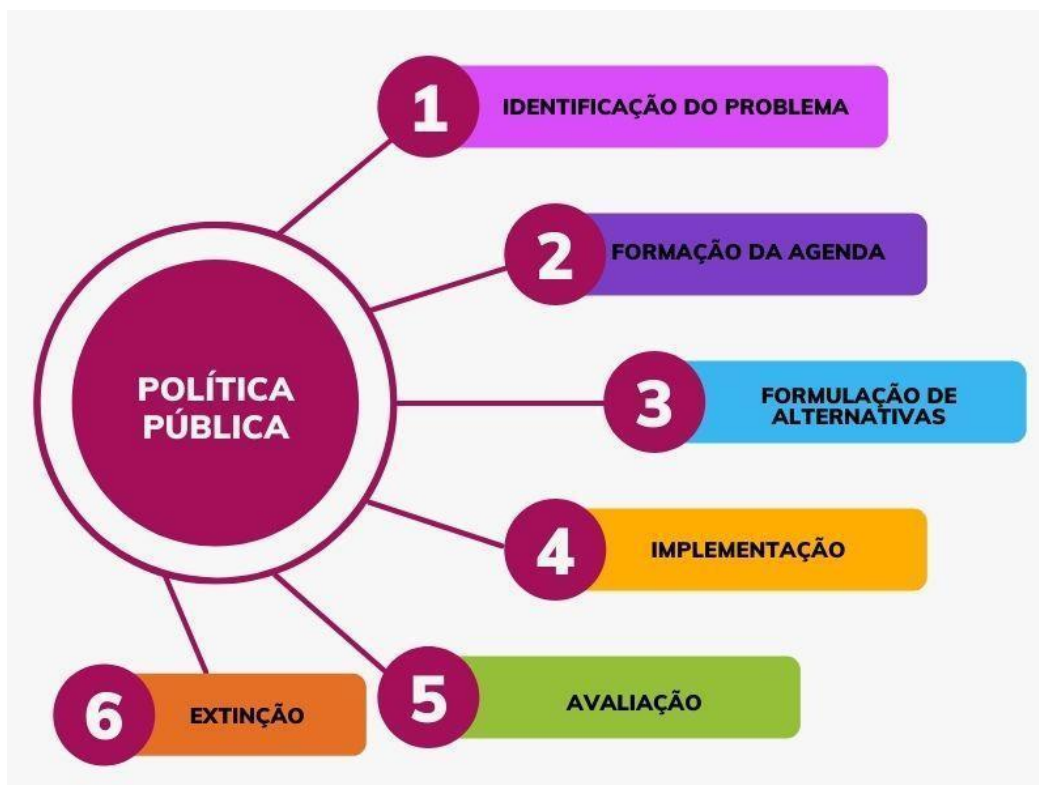 1
IDENTIFICAÇÃO DO PROBLEMA
2
FORMAÇÃO DA AGENDA
POLÍTICA
PÚBLICA
3
FORMULAÇÃO DE
ALTERNATIVAS
4
IMPLEMENTAÇÃO
5
AVALIAÇÃO
6
EXTINÇÃO